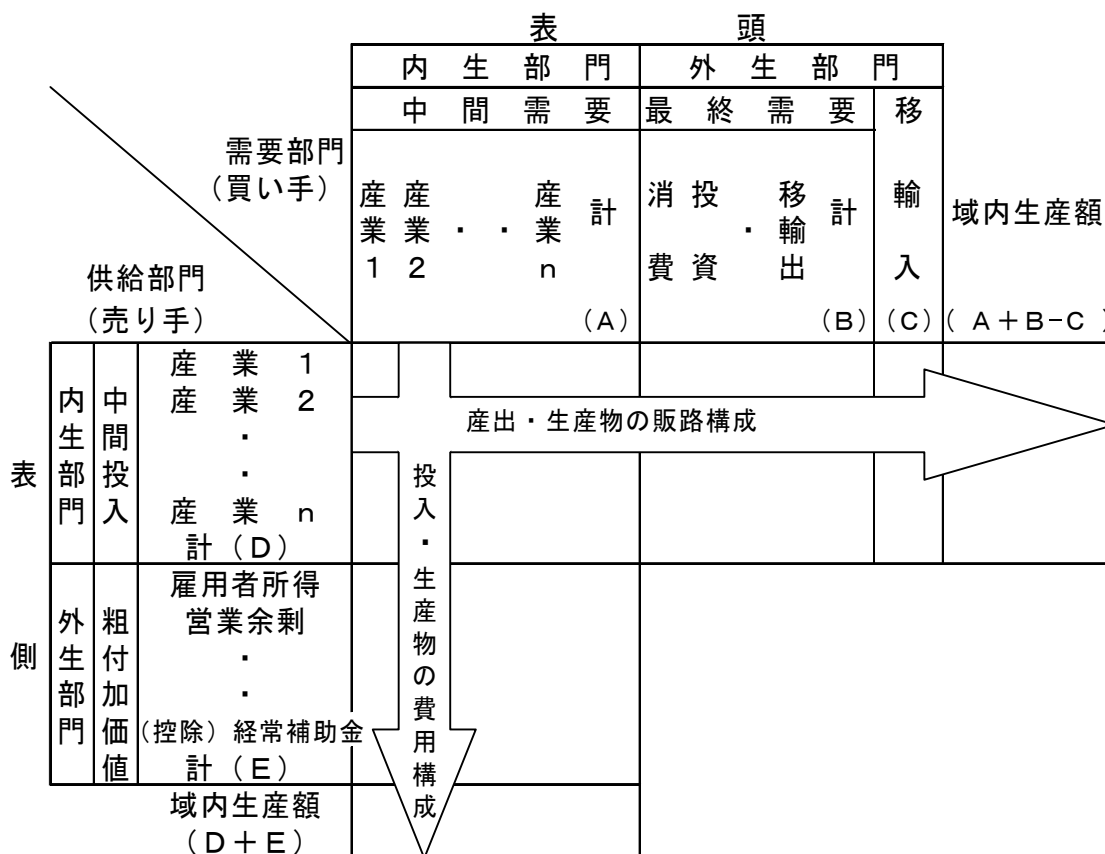 表頭
内生部門 外生部門
中間需要 最終需要 移輸入
需要部門
(買い手)
産業1 産業2 ・ ・ 産業n 計 消費 投資 ・ 移輸出 計 域内生産額
供給部門
(売り手)
(A) (B) (C) (A+B-C)
表側
内生部門
中間投入
産業1
産業2
・
・
産業n
計(D)
産出・生産物の販路構成
投入・生産物の費用構成
外生部門
粗付加価値
雇用者所得
営業余剰
・
・
(控除)経常補助金
計(E)
域内生産額
(D+E)